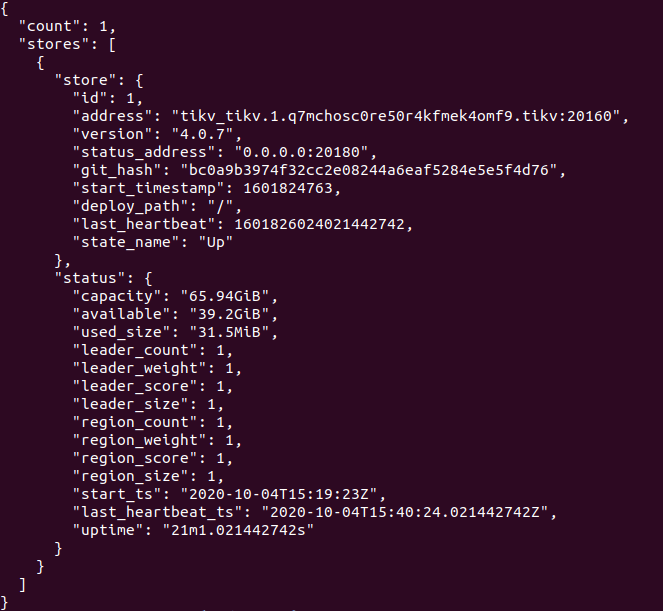 {
  "count": 1,
  "stores": [
    {
      "store": {
        "id": 1,
        "address": "tikv_tikv.1.q7mchosc0re50r4kfmek4omf9.tikv:20160",
        "version": "4.0.7",
        "status_address": "0.0.0.0:20180",
        "git_hash": "bc0a9b3974f32cc2e08244a6eaf5284e5e5f4d76",
        "start_timestamp": 1601824763,
        "deploy_path": "/",
        "last_heartbeat": 1601826024021442742,
        "state_name": "Up"
      },
      "status": {
        "capacity": "65.94GiB",
        "available": "39.2GiB",
        "used_size": "31.5MiB",
        "leader_count": 1,
        "leader_weight": 1,
        "leader_score": 1,
        "leader_size": 1,
        "region_count": 1,
        "region_weight": 1,
        "region_score": 1,
        "region_size": 1,
        "start_ts": "2020-10-04T15:19:23Z",
        "last_heartbeat_ts": "2020-10-04T15:40:24.021442742Z",
        "uptime": "21m1.021442742s"
      }
    }
  ]
}